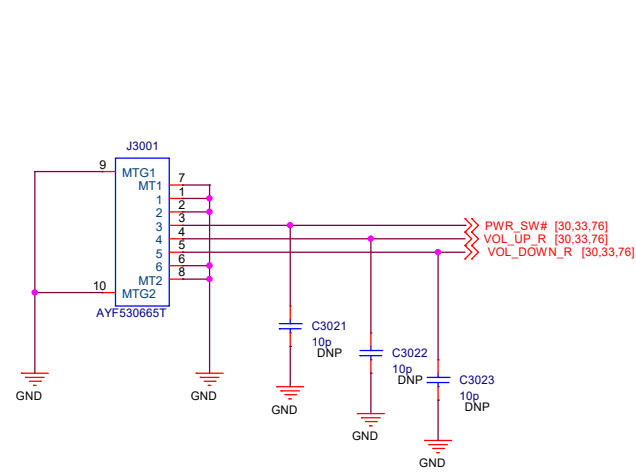 J3001
9 MTG1
MT1 7
1 1
2 2
3 3 PWR_SW# [30,33,76]
4 4 VOL_UP_R [30,33,76]
5 5 VOL_DOWN_R [30,33,76]
6 6
MT2 8
10 MTG2
AYF530665T
C3021
10p
DNP
C3022
10p
DNP
C3023
10p
DNP
GND
GND
GND
GND
GND